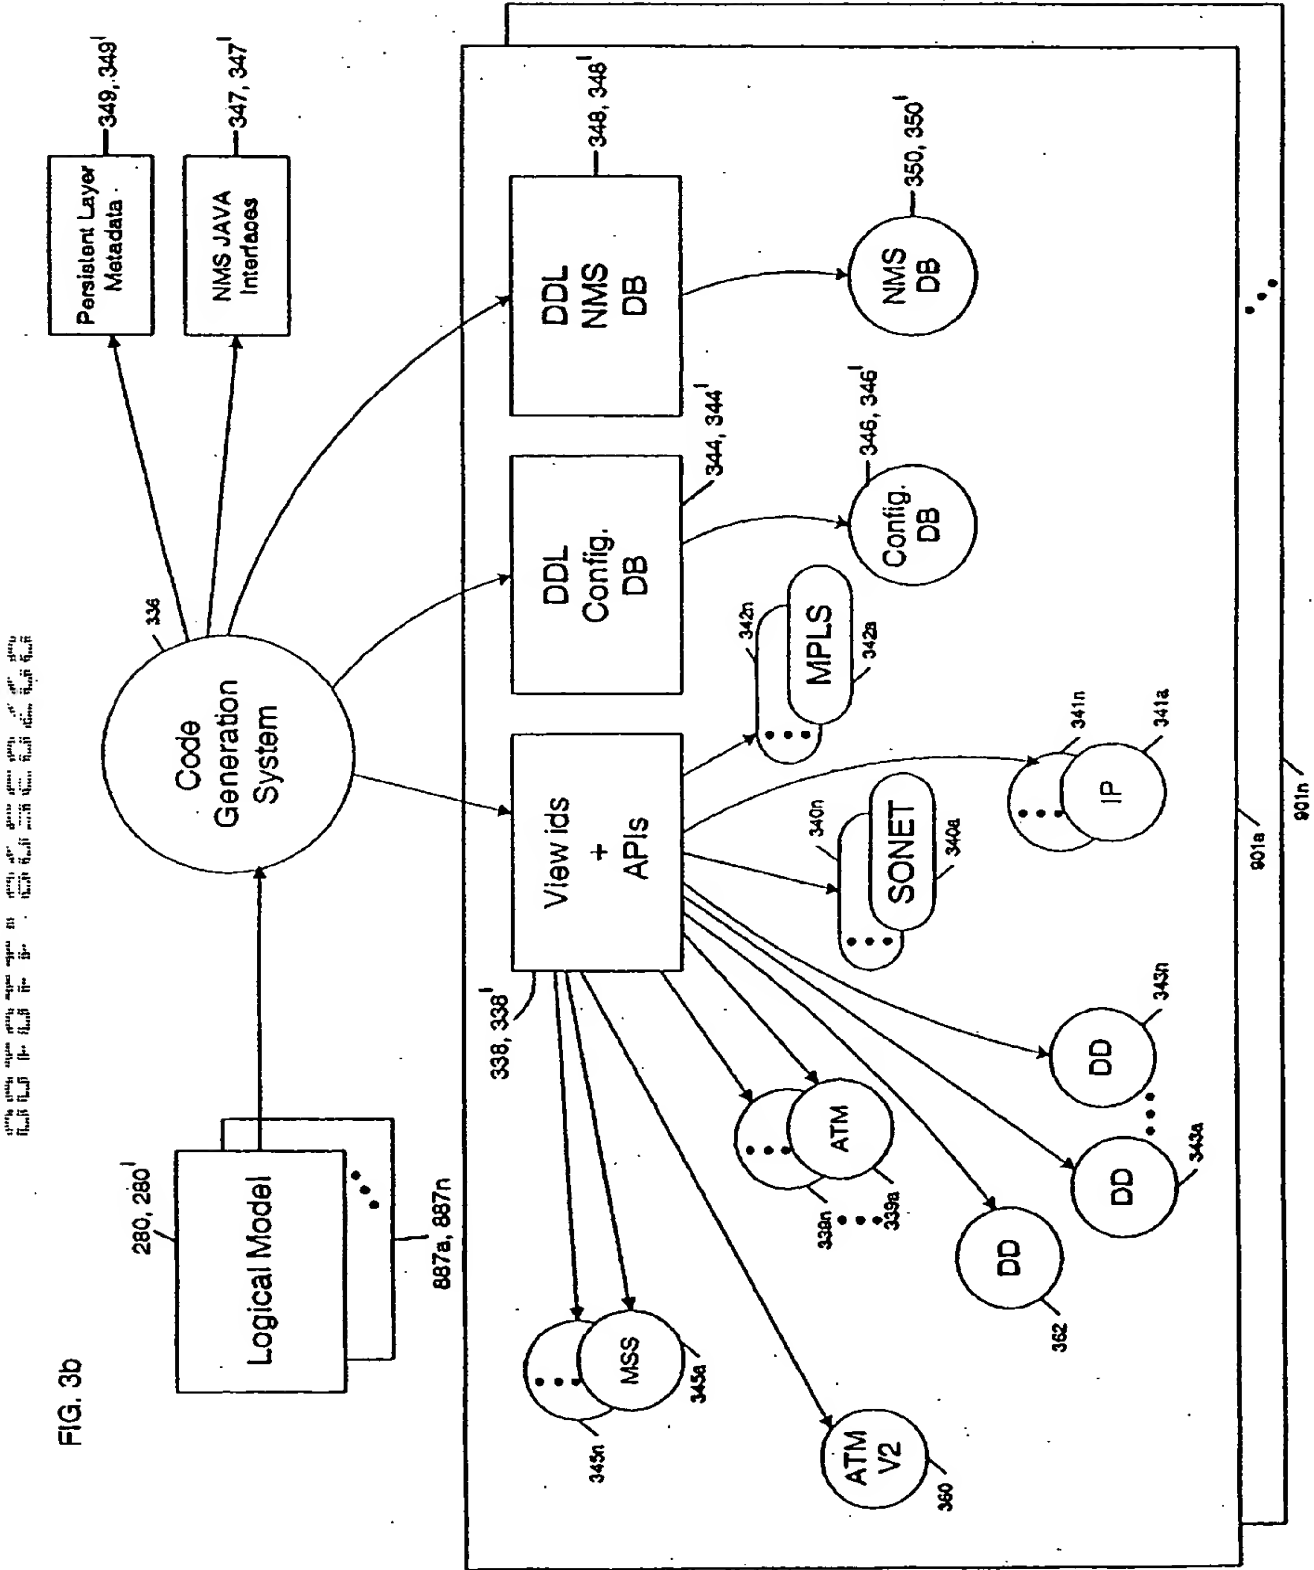 FIG. 3b
280, 280'
Logical Model
887a, 887n
336
Code
Generation
System
Persistent Layer
Metadata
349, 349'
NMS JAVA
Interfaces
347, 347'
338, 338'
View ids
+
APIs
DDL
Config.
DB
344, 344'
DDL
NMS
DB
348, 348'
345n
MSS
345a
ATM
V2
360
339n
ATM
339a
DD
362
DD
343a
DD
343n
340n
SONET
340a
342n
MPLS
342a
341n
IP
341a
Config.
DB
346, 346'
NMS
DB
350, 350'
901a
901n